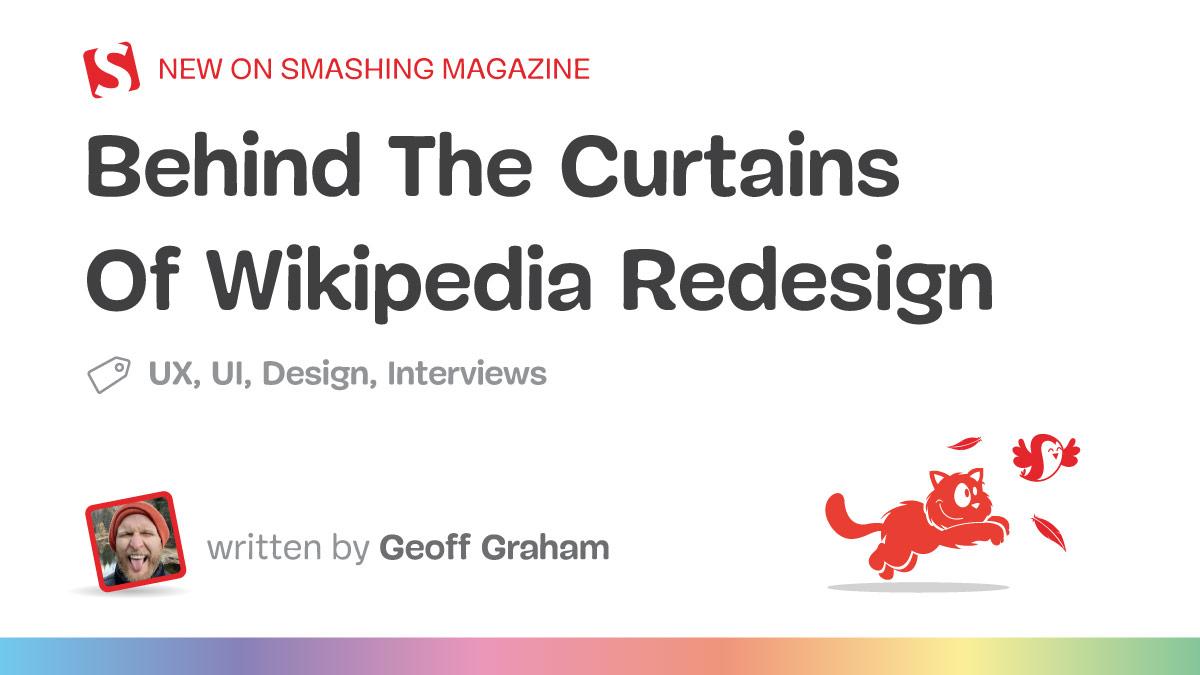 NEW ON SMASHING MAGAZINE
Behind The Curtains
Of Wikipedia Redesign
UX, UI, Design, Interviews
written by Geoff Graham